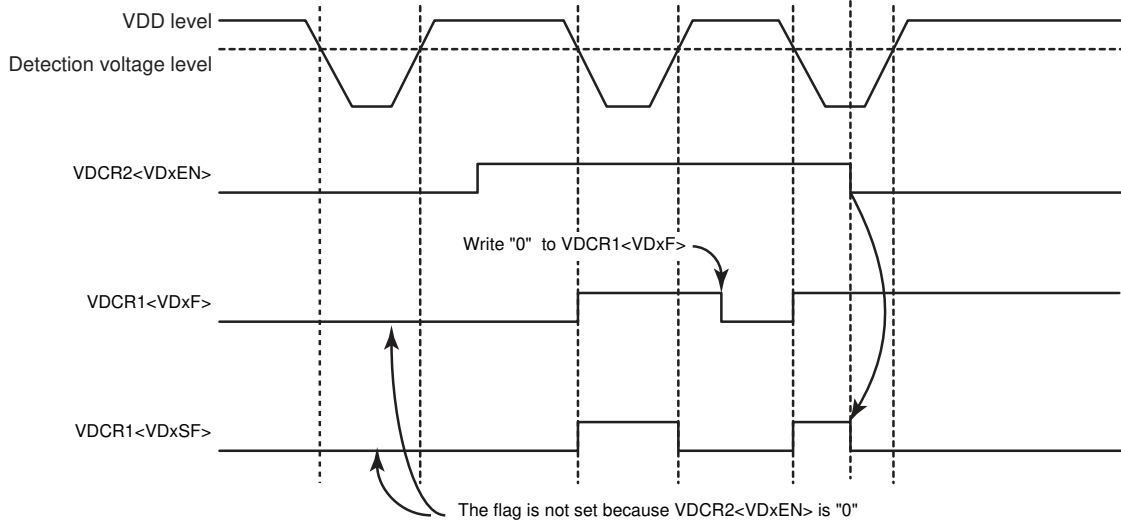 VDD level
Detection voltage level
VDCR2<VDxEN>
Write "0" to VDCR1<VDxF>
VDCR1<VDxF>
VDCR1<VDxSF>
The flag is not set because VDCR2<VDxEN> is "0"